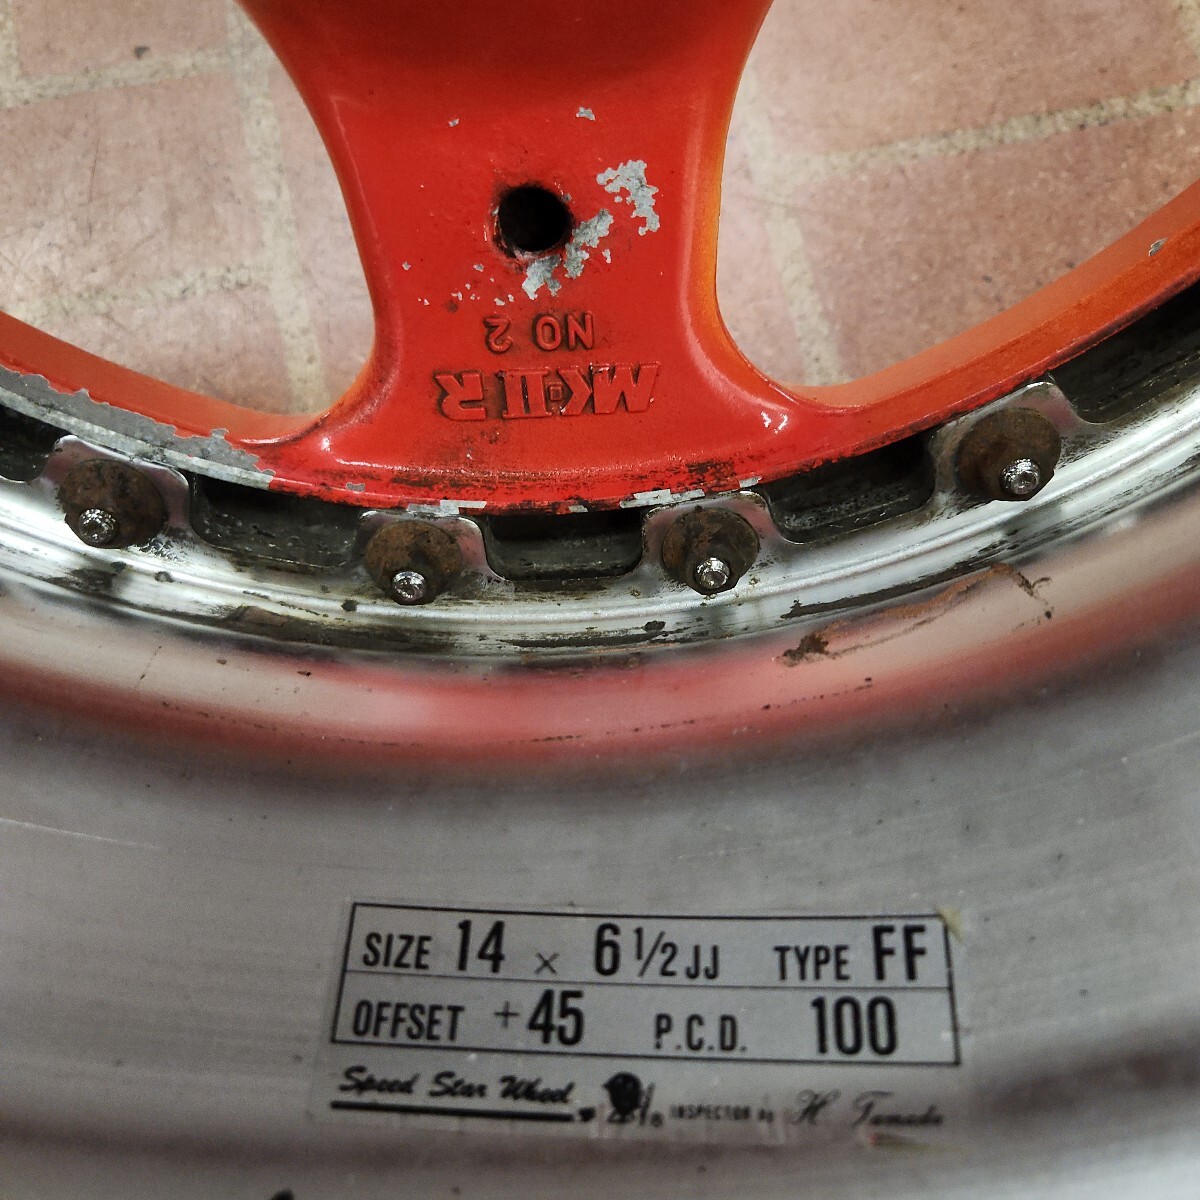 NO 2
MK-II R
SIZE 14 × 6 1/2 JJ TYPE FF
OFFSET +45 P.C.D. 100
Speed Star Wheel INSPECTOR by H Tanada